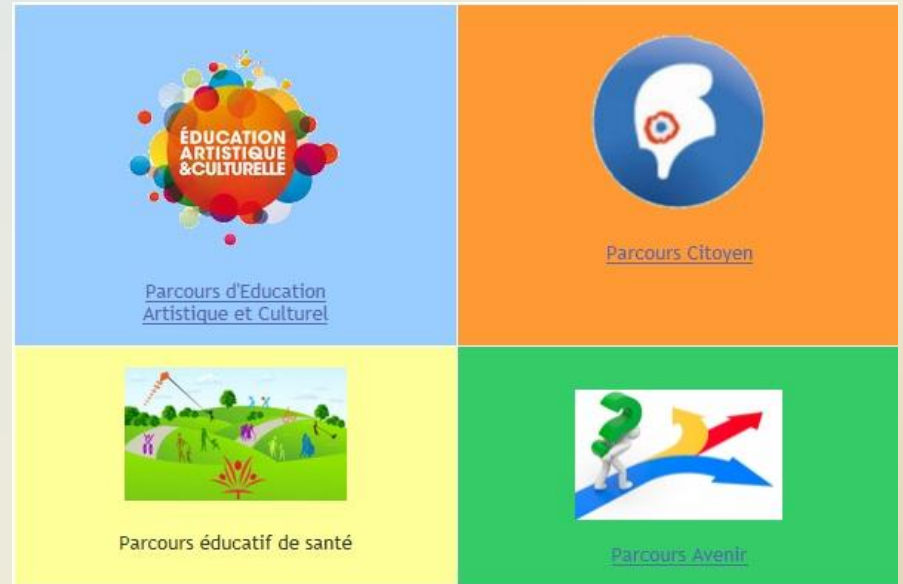 ÉDUCATION
ARTISTIQUE
&CULTURELLE
Parcours d'Education
Artistique et Culturel
Parcours Citoyen
Parcours éducatif de santé
Parcours Avenir